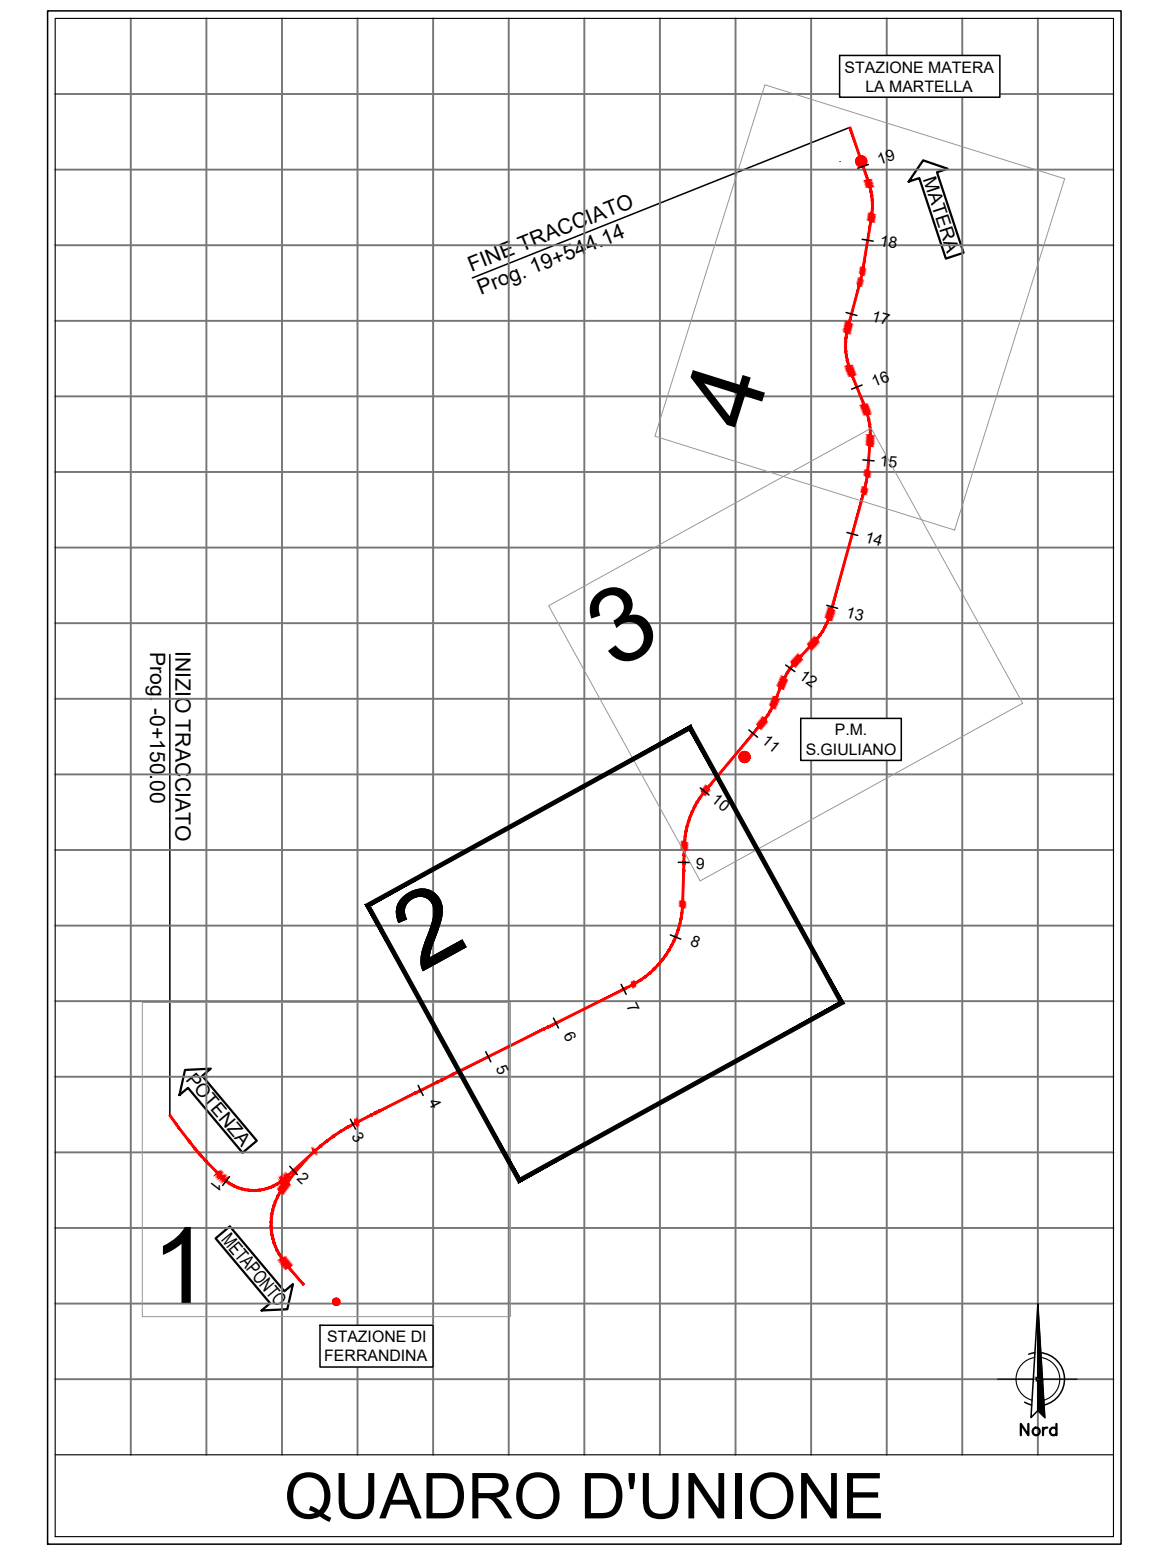 STAZIONE MATERA
LA MARTELLA
19
MATERA
FINE TRACCIATO
Prog. 19+544.14
18
17
16
4
15
14
3
13
12
INIZIO TRACCIATO
Prog. -0+150.00
P.M.
S.GIULIANO
11
10
9
2
8
7
6
5
4
3
POTENZA
2
1
1
METAPONTO
STAZIONE DI
FERRANDINA
Nord
QUADRO D'UNIONE